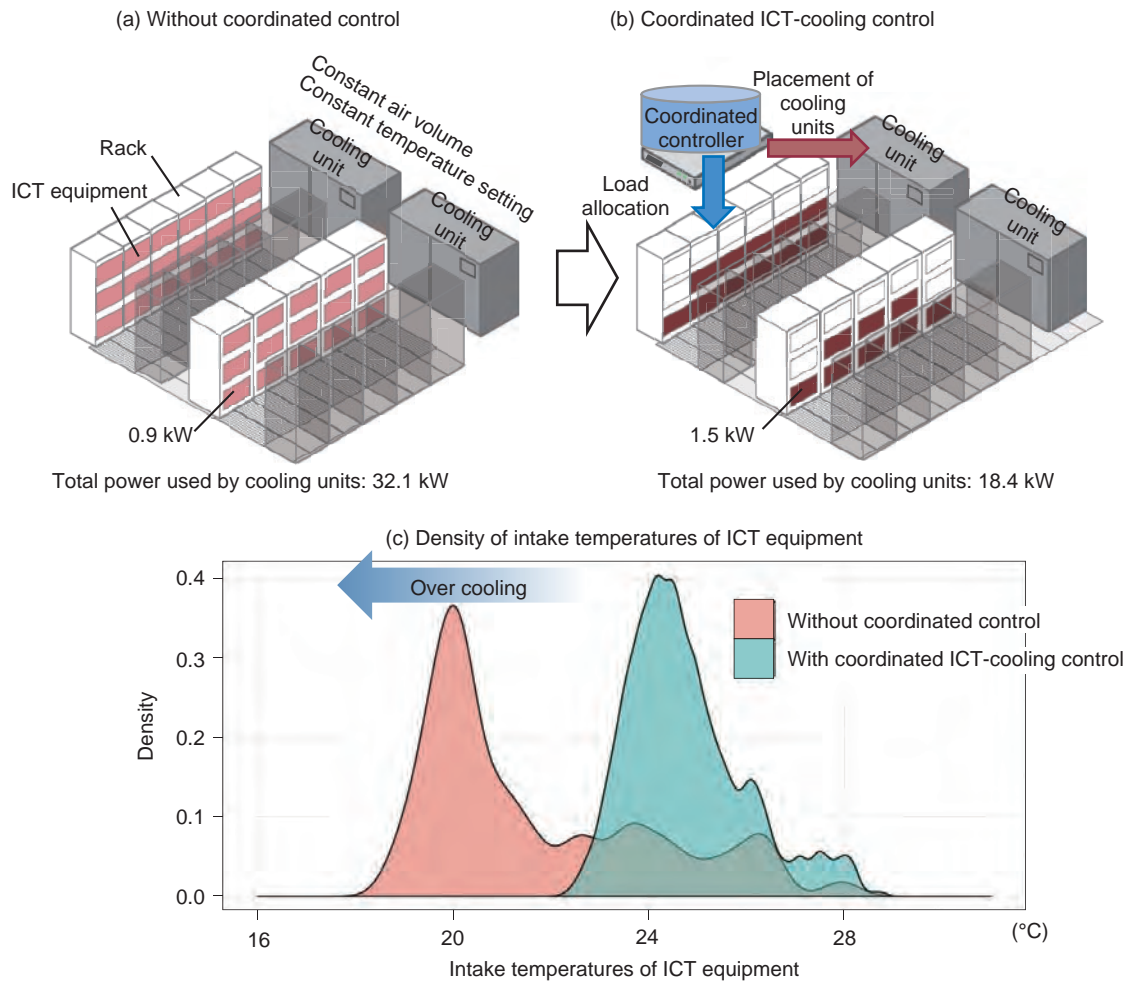 (a) Without coordinated control
Constant air volume
Constant temperature setting
Cooling
unit
Cooling
unit
Rack
ICT equipment
0.9 kW
Total power used by cooling units: 32.1 kW
(b) Coordinated ICT-cooling control
Placement of
cooling
units
Coordinated
controller
Cooling
unit
Cooling
unit
Load
allocation
1.5 kW
Total power used by cooling units: 18.4 kW
(c) Density of intake temperatures of ICT equipment
Over cooling
Without coordinated control
With coordinated ICT-cooling control
Density
0.4
0.3
0.2
0.1
0.0
16
20
24
28
(°C)
Intake temperatures of ICT equipment